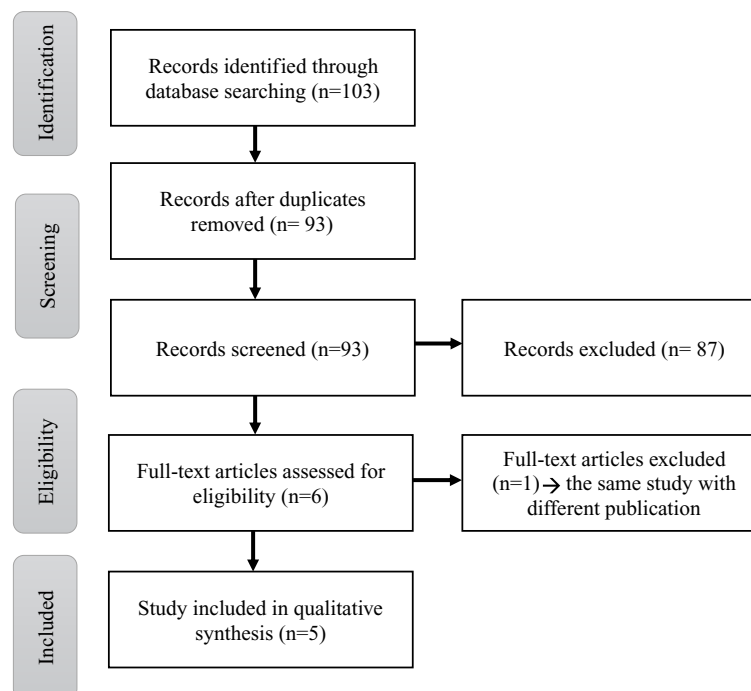 Identification
Records identified through
database searching (n=103)
Records after duplicates
removed (n= 93)
Screening
Records screened (n=93)
Records excluded (n= 87)
Eligibility
Full-text articles assessed for
eligibility (n=6)
Full-text articles excluded
(n=1)→ the same study with
different publication
Included
Study included in qualitative
synthesis (n=5)